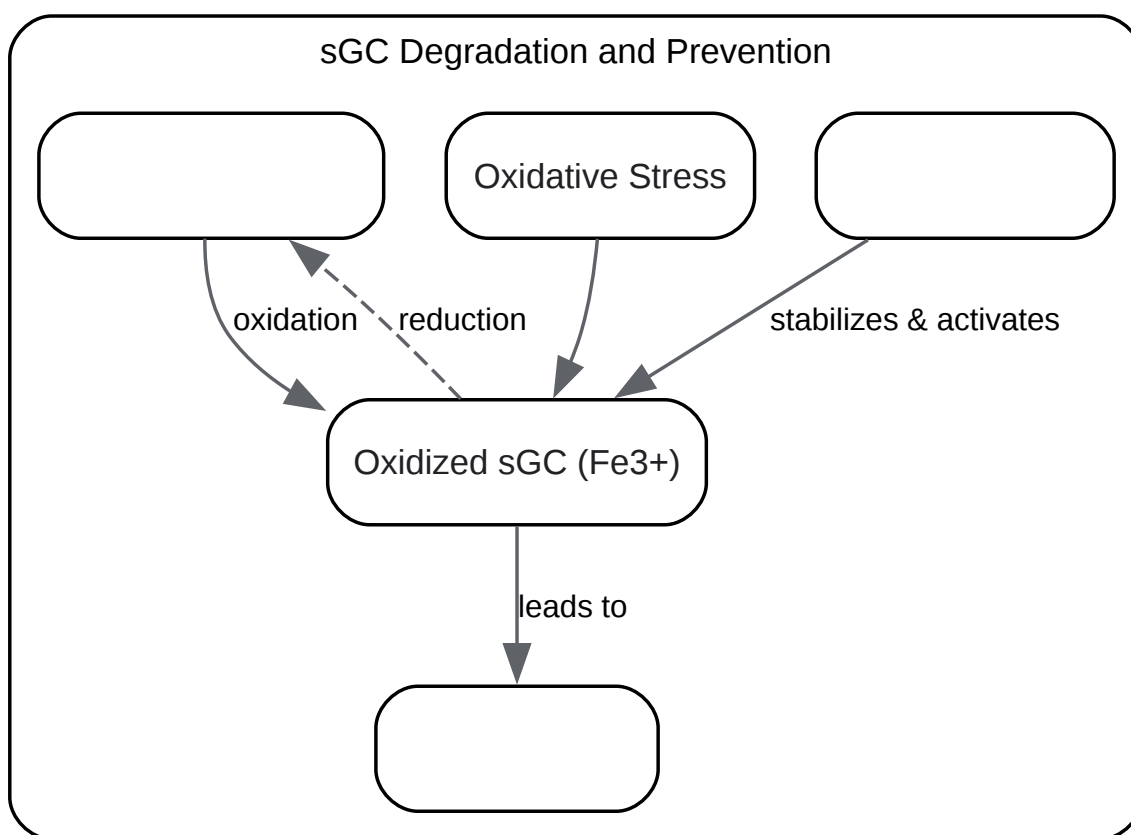 sGC Degradation and Prevention
Oxidative Stress
oxidation
reduction
stabilizes & activates
Oxidized sGC (Fe3+)
leads to